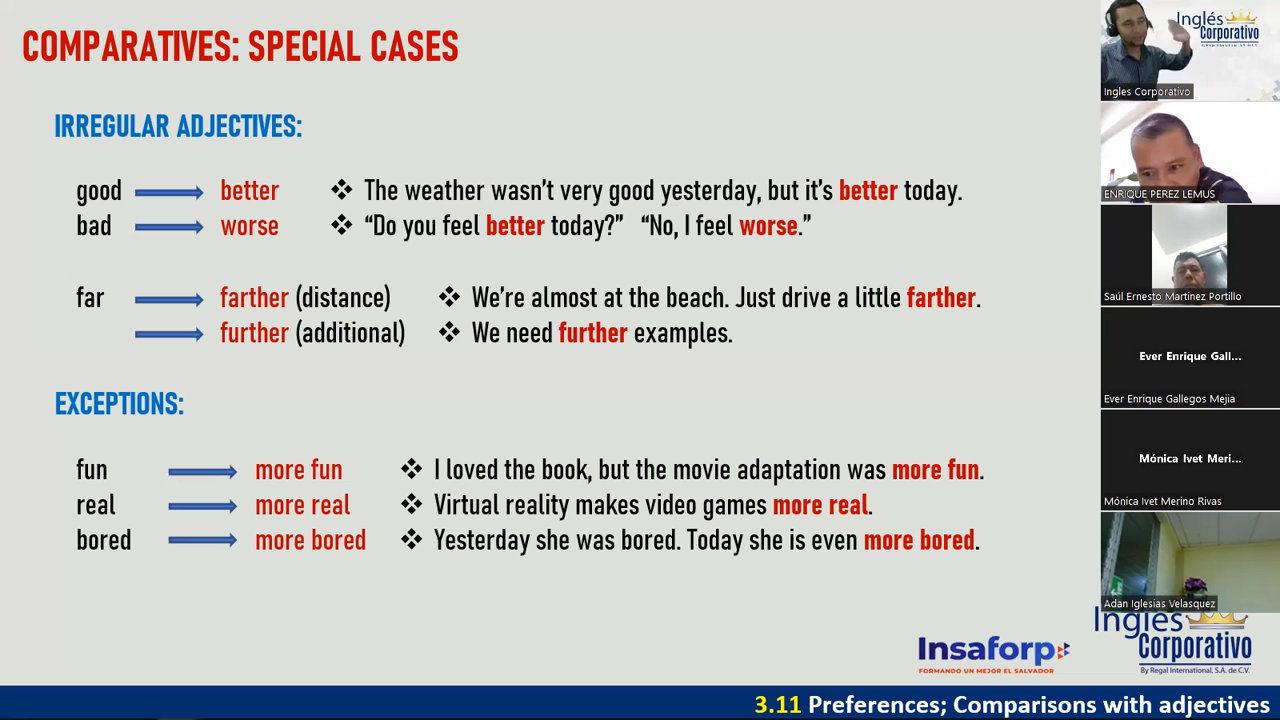 COMPARATIVES: SPECIAL CASES
IRREGULAR ADJECTIVES:
good better ❖ The weather wasn't very good yesterday, but it's better today.
bad worse ❖ “Do you feel better today?” “No, I feel worse.”
far farther (distance) ❖ We're almost at the beach. Just drive a little farther.
further (additional) ❖ We need further examples.
EXCEPTIONS:
fun more fun ❖ I loved the book, but the movie adaptation was more fun.
real more real ❖ Virtual reality makes video games more real.
bored more bored ❖ Yesterday she was bored. Today she is even more bored.
Insaforp
FORMANDO UN MEJOR EL SALVADOR
Inglés
Corporativo
By Regal International, S.A. de C.V.
3.11 Preferences; Comparisons with adjectives
Inglés
Corporativo
By Regal International, S.A. de C.V.
Ingles Corporativo
ENRIQUE PEREZ LEMUS
Saúl Ernesto Martinez Portillo
Ever Enrique Gall...
Ever Enrique Gallegos Mejia
Mónica Ivet Meri...
Mónica Ivet Merino Rivas
Adan Iglesias Velasquez